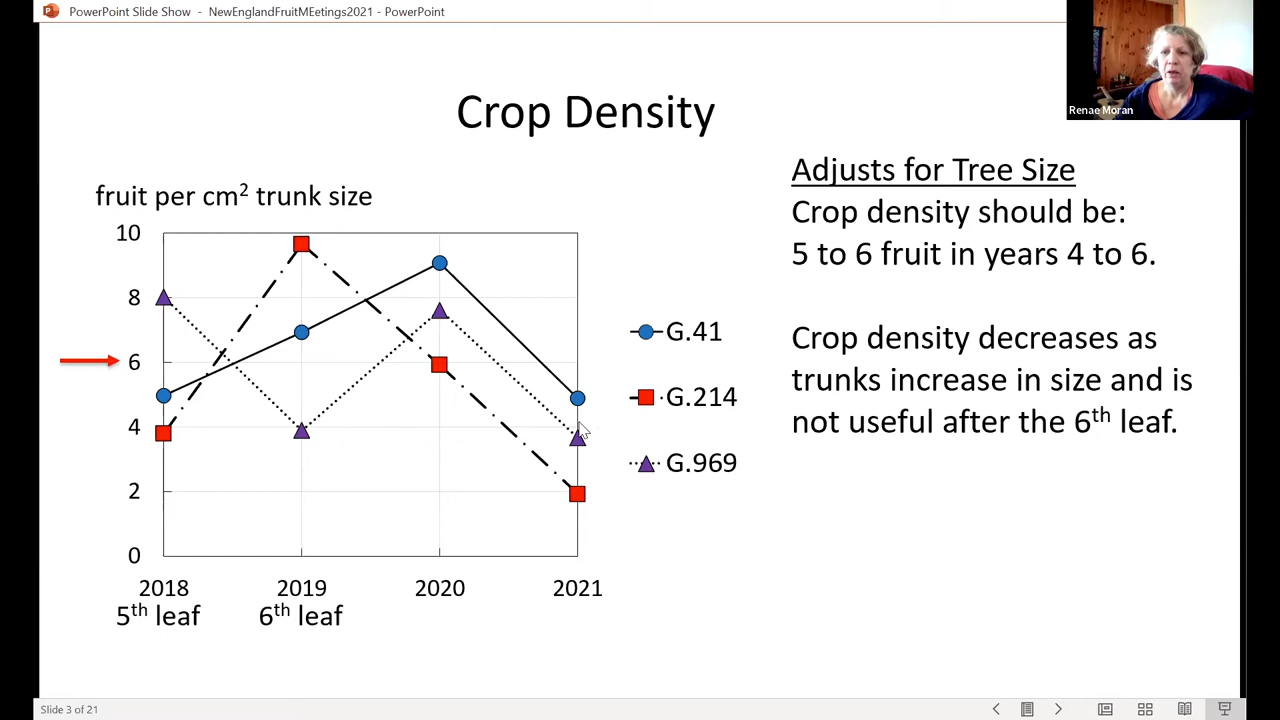 PowerPoint Slide Show - NewEnglandFruitMEetings2021 - PowerPoint
Renae Moran
Crop Density
fruit per cm² trunk size
10
8
6
4
2
0
2018
2019
2020
2021
5th leaf
6th leaf
G.41
G.214
G.969
Adjusts for Tree Size
Crop density should be:
5 to 6 fruit in years 4 to 6.
Crop density decreases as
trunks increase in size and is
not useful after the 6th leaf.
Slide 3 of 21